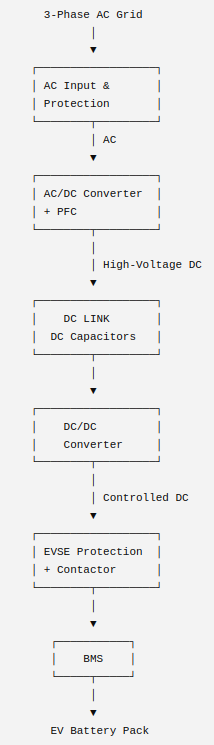 3-Phase AC Grid
AC Input &
Protection
AC
AC/DC Converter
+ PFC
High-Voltage DC
DC LINK
DC Capacitors
DC/DC
Converter
Controlled DC
EVSE Protection
+ Contactor
BMS
EV Battery Pack